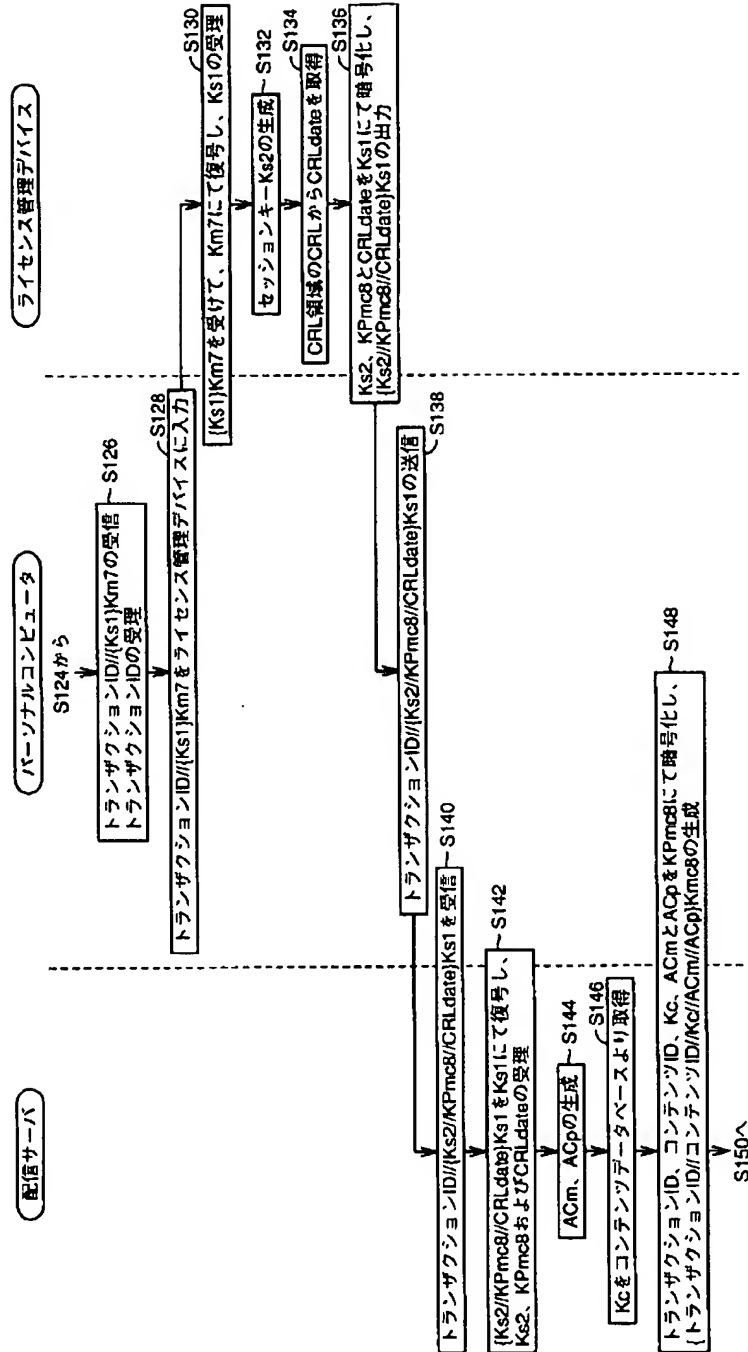 配信サーバ
パーソナルコンピュータ
ライセンス管理デバイス
S124から
トランザクションID//{Ks1}Km7の受信
トランザクションIDの受理
S126
トランザクションID//{Ks1}Km7をライセンス管理デバイスに入力
S128
{Ks1}Km7を受けて、Km7にて復号し、Ks1の受理
S130
セッションキーKs2の生成
S132
CRL領域のCRLからCRLdateを取得
S134
Ks2、KPmc8とCRLdateをKs1にて暗号化し、
{Ks2//KPmc8//CRLdate}Ks1の出力
S136
トランザクションID//{Ks2//KPmc8//CRLdate}Ks1の送信
S138
トランザクションID//{Ks2//KPmc8//CRLdate}Ks1を受信
S140
{Ks2//KPmc8//CRLdate}Ks1をKs1にて復号し、
Ks2、KPmc8およびCRLdateの受理
S142
ACm、ACpの生成
S144
Kcをコンテンツデータベースより取得
S146
トランザクションID、コンテンツID、Kc、ACmとACpをKPmc8にて暗号化し、
{トランザクションID//コンテンツID//Kc//ACm//ACp}Kmc8の生成
S148
S150へ